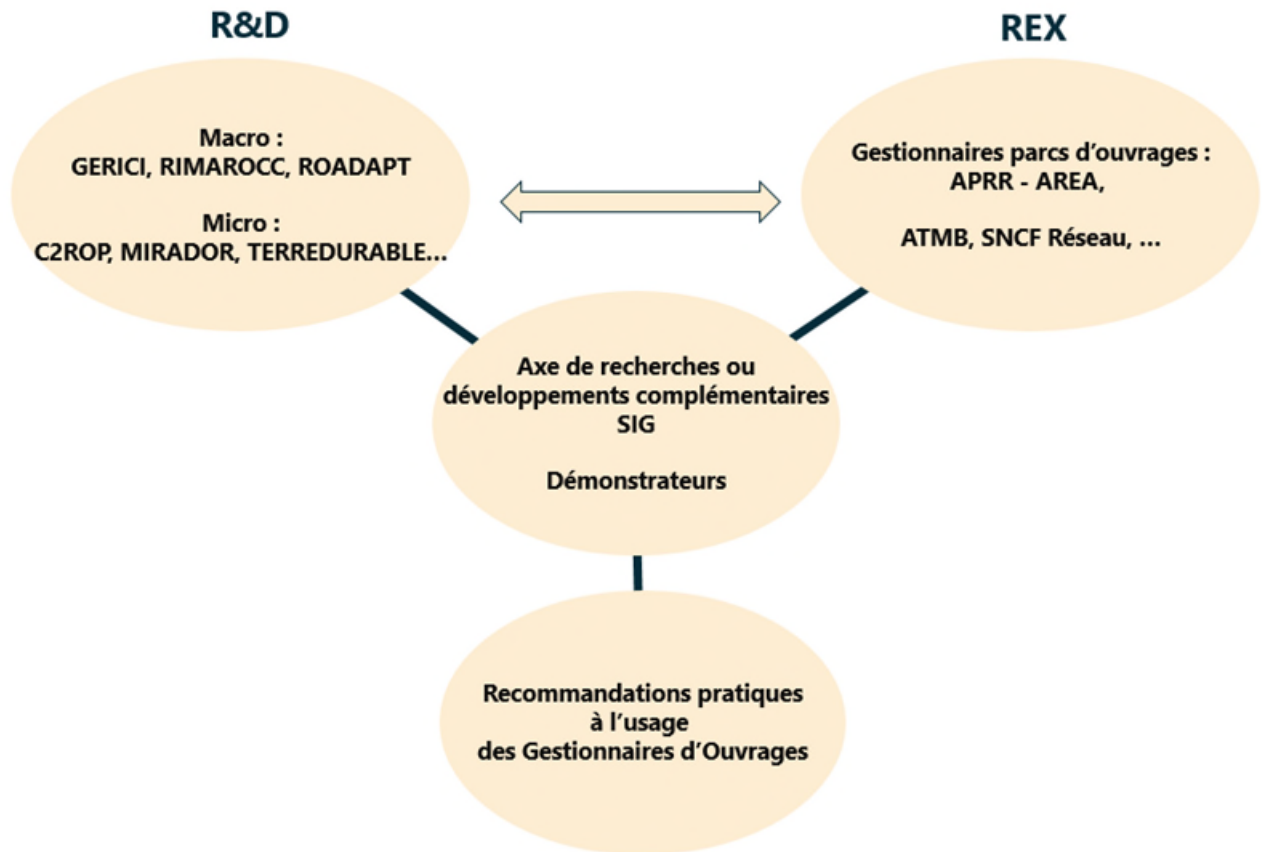 R&D
Macro :
GERICI, RIMAROCC, ROADAPT
Micro :
C2ROP, MIRADOR, TERREDURABLE...
REX
Gestionnaires parcs d'ouvrages :
APRR - AREA,
ATMB, SNCF Réseau, ...
Axe de recherches ou
développements complémentaires
SIG
Démonstrateurs
Recommandations pratiques
à l'usage
des Gestionnaires d'Ouvrages